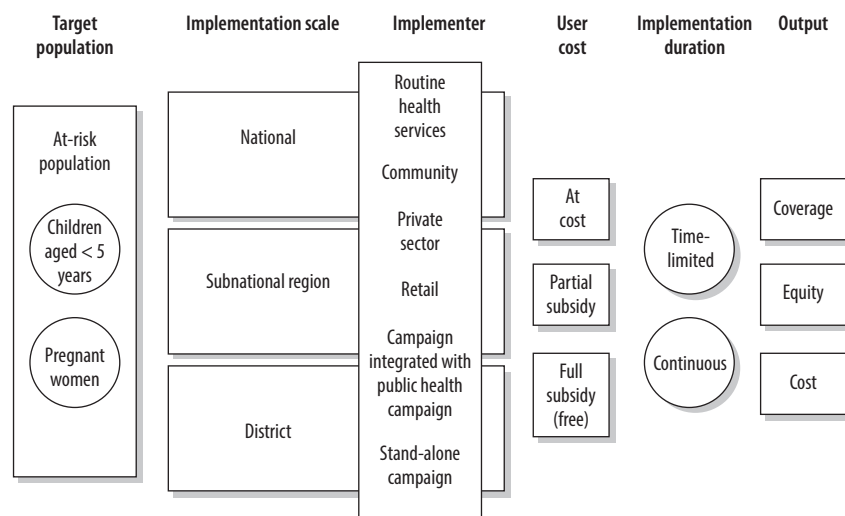 Target
population
Implementation scale
Implementer
User
cost
Implementation
duration
Output
At-risk
population
Children
aged < 5
years
Pregnant
women
National
Subnational region
District
Routine
health
services
Community
Private
sector
Retail
Campaign
integrated with
public health
campaign
Stand-alone
campaign
At
cost
Partial
subsidy
Full
subsidy
(free)
Time-
limited
Continuous
Coverage
Equity
Cost